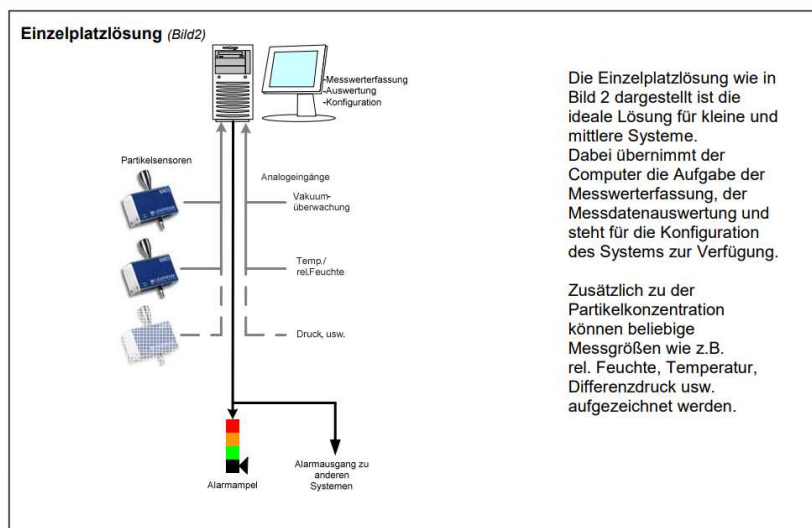 Einzelplatzlösung (Bild2)
-Messwerterfassung
-Auswertung
-Konfiguration
Partikelsensoren
Analogeingänge
Vakuum-
überwachung
Temp./
rel.Feuchte
Druck, usw.
Alarmampel
Alarmausgang zu
anderen
Systemen
Die Einzelplatzlösung wie in
Bild 2 dargestellt ist die
ideale Lösung für kleine und
mittlere Systeme.
Dabei übernimmt der
Computer die Aufgabe der
Messwerterfassung, der
Messdatenauswertung und
steht für die Konfiguration
des Systems zur Verfügung.
Zusätzlich zu der
Partikelkonzentration
können beliebige
Messgrößen wie z.B.
rel. Feuchte, Temperatur,
Differenzdruck usw.
aufgezeichnet werden.